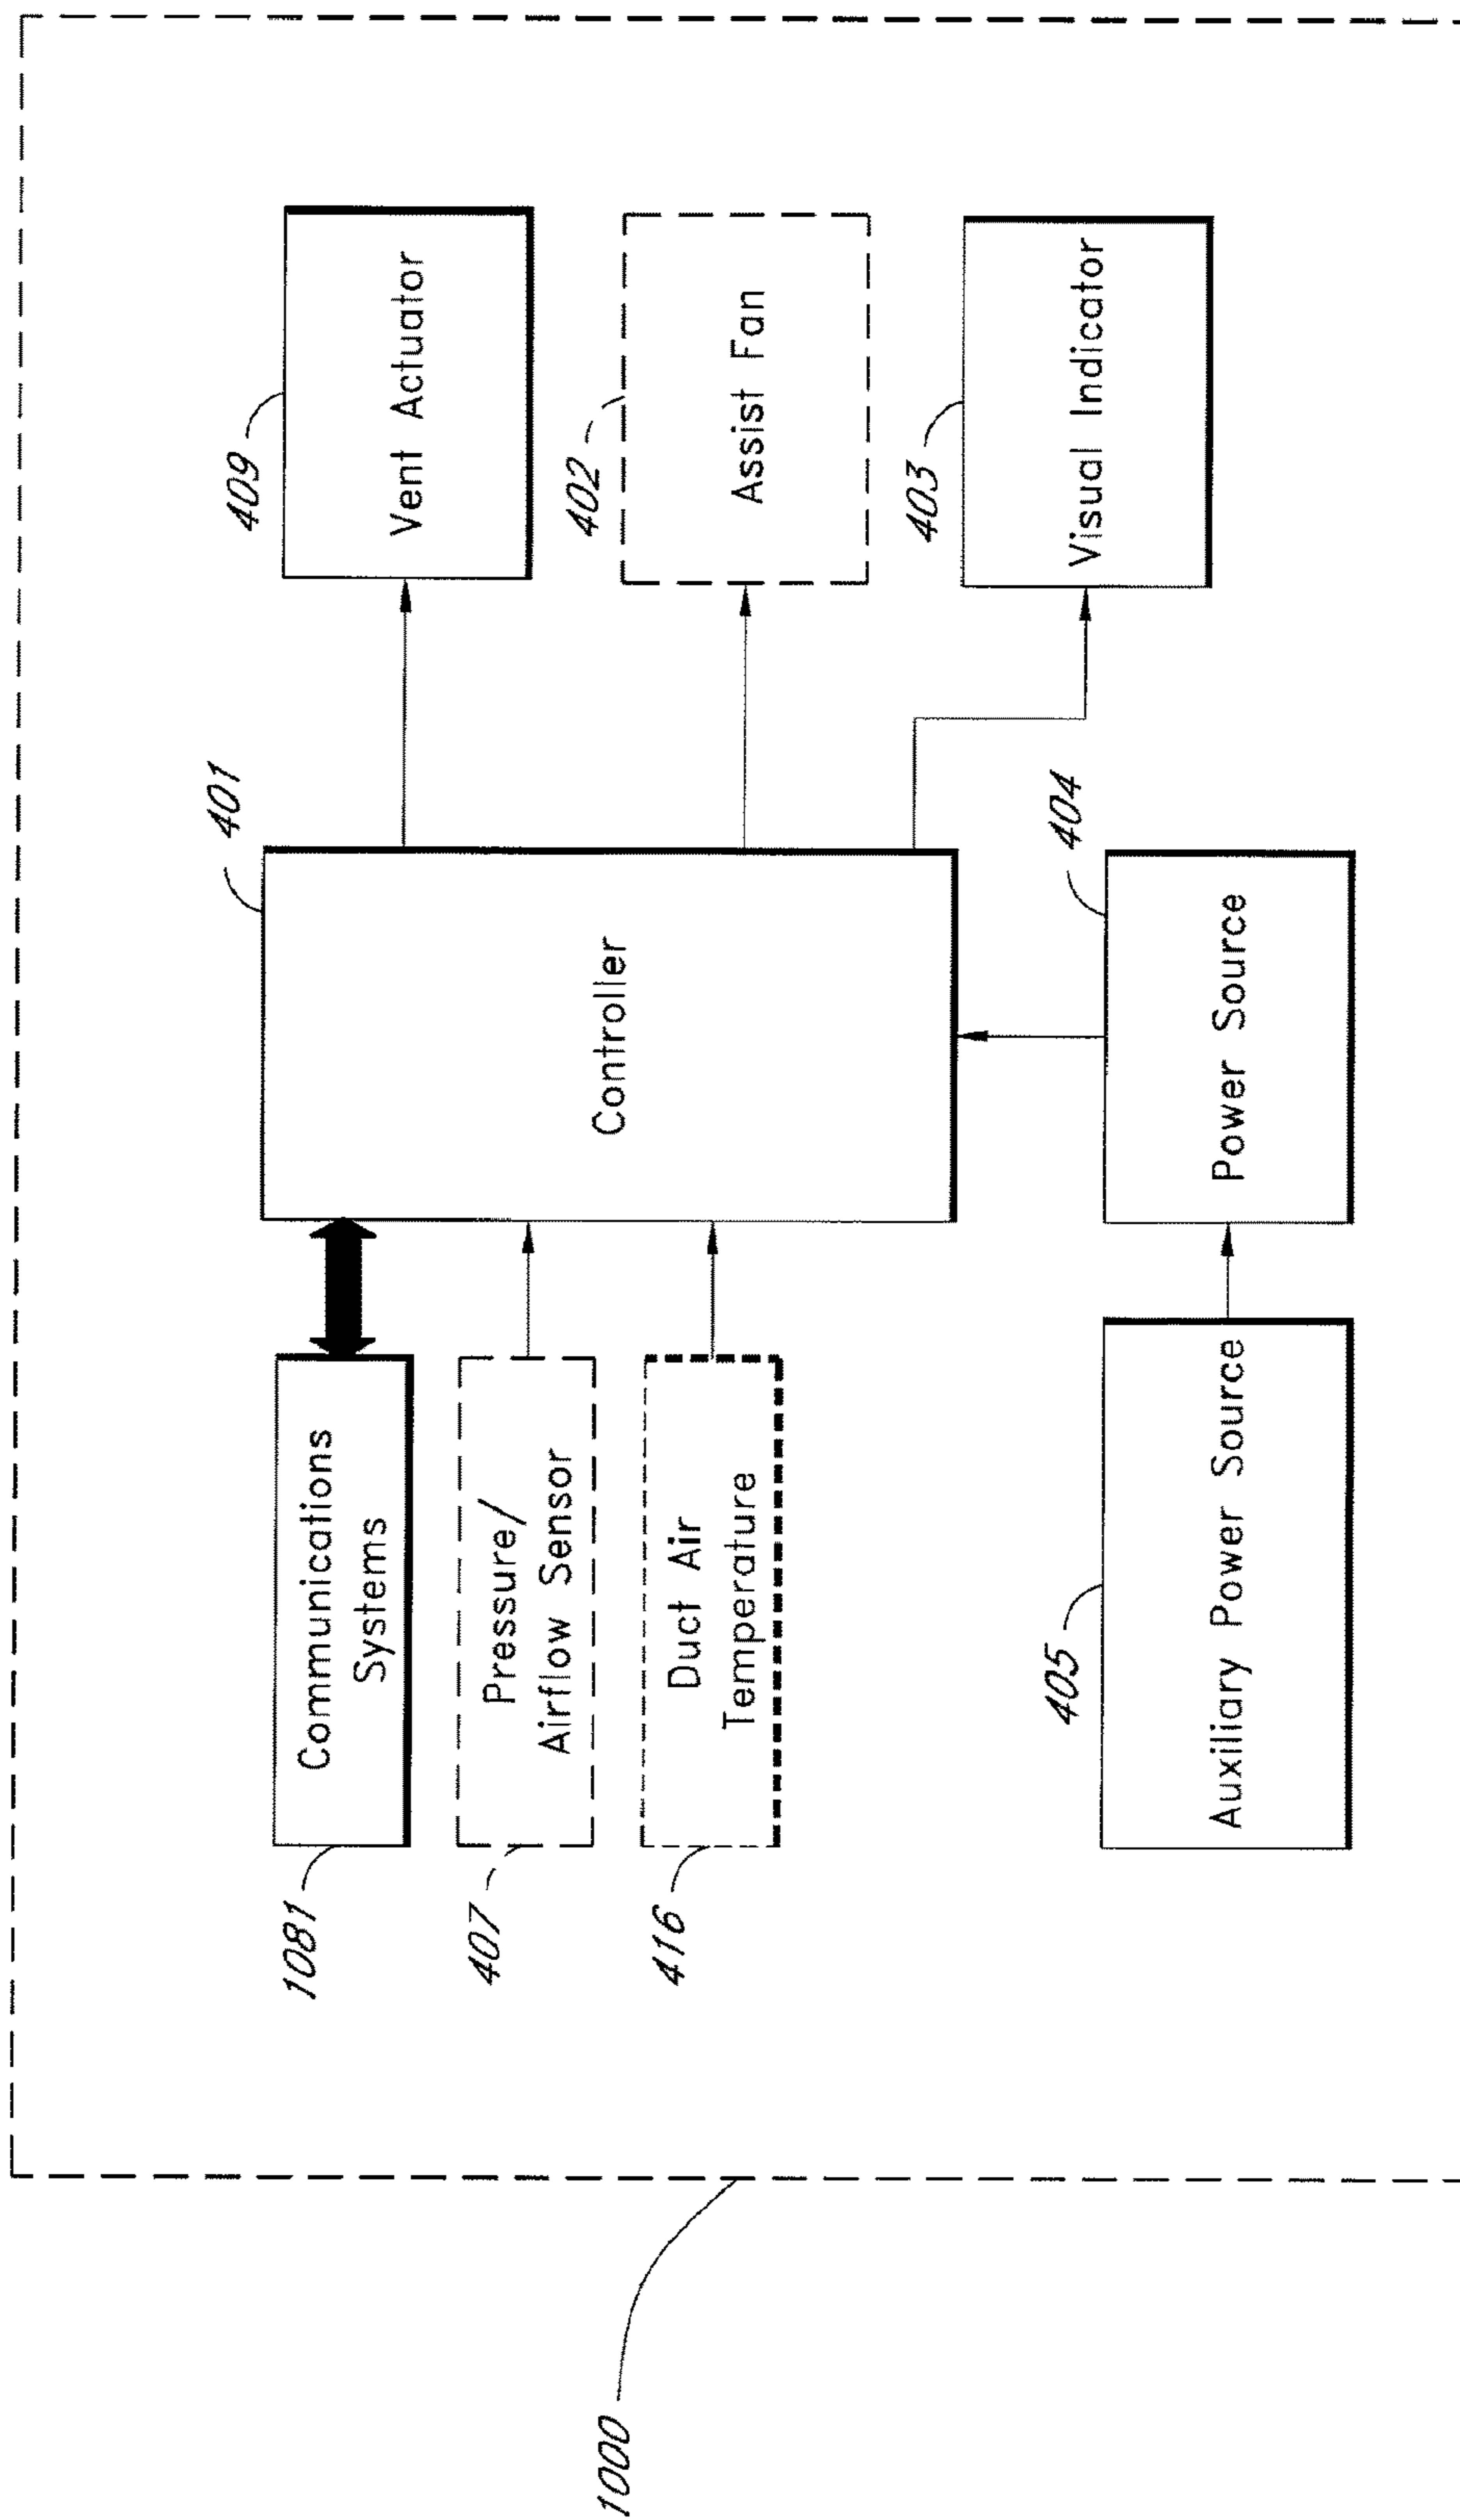 401
409
1081
Communications
Systems
Vent Actuator
407
Pressure/
Airflow Sensor
Controller
402
Assist Fan
416
Duct Air
Temperature
403
Visual Indicator
404
405
Auxiliary Power Source
Power Source
1000